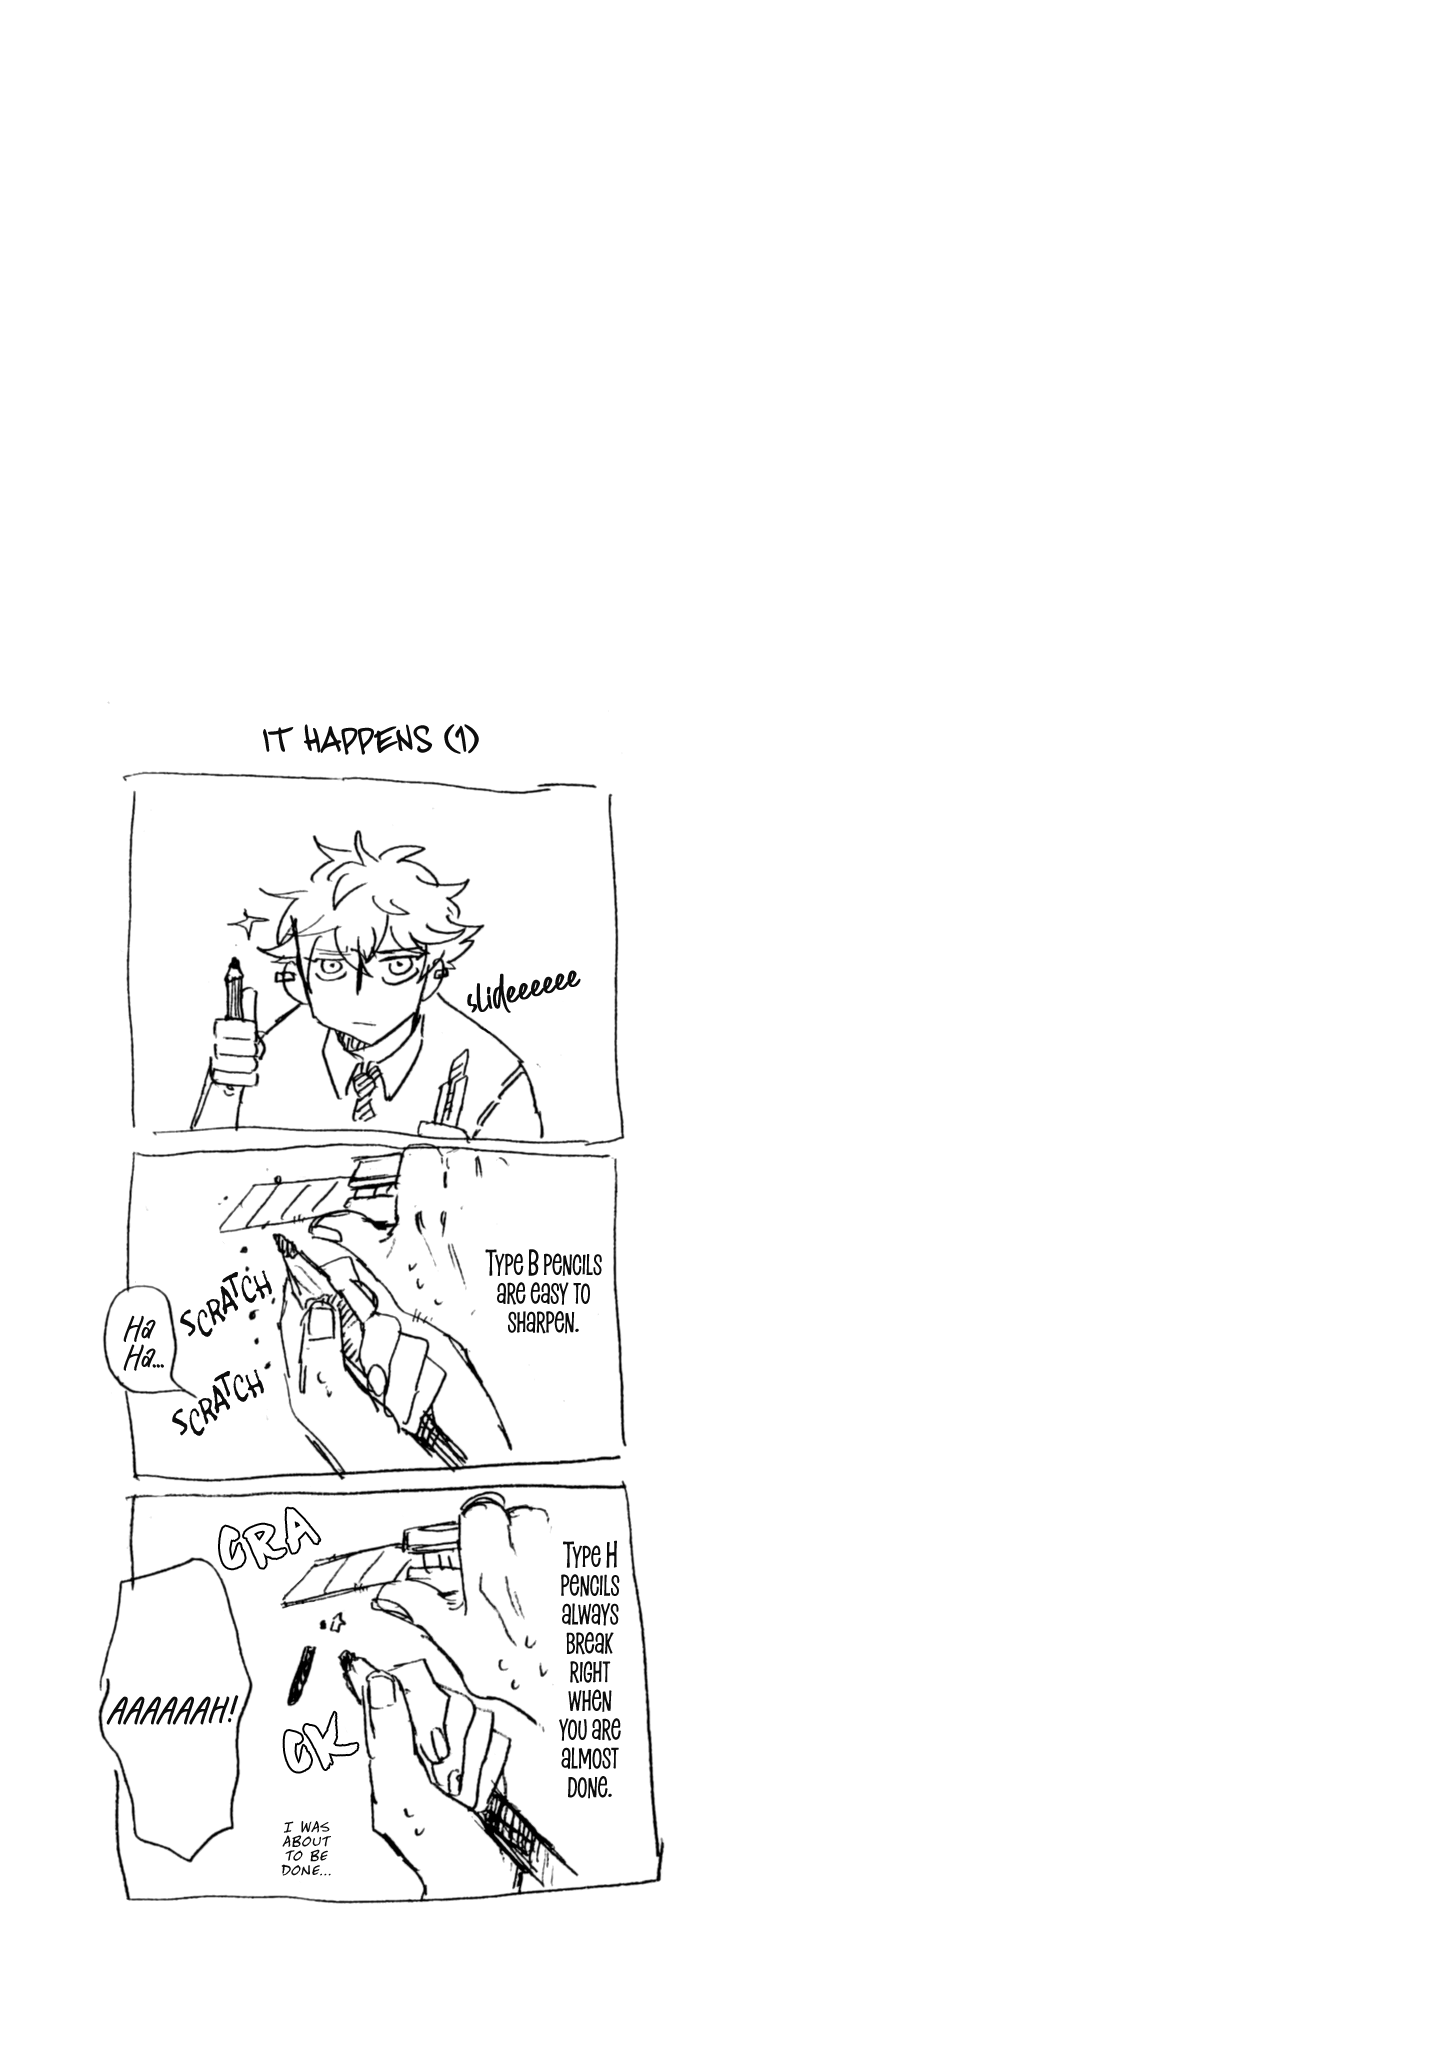 IT HAPPENS (1)
slideeeeee
TYPE B PENCILS
ARE EASY TO
SHARPEN.
SCRATCH
Ha
Ha...
SCRATCH
GRA
TYPE H
PENCILS
ALWAYS
BREAK
RIGHT
WHEN
YOU ARE
ALMOST
DONE.
AAAAAAH!
CK
I WAS
ABOUT
TO BE
DONE...